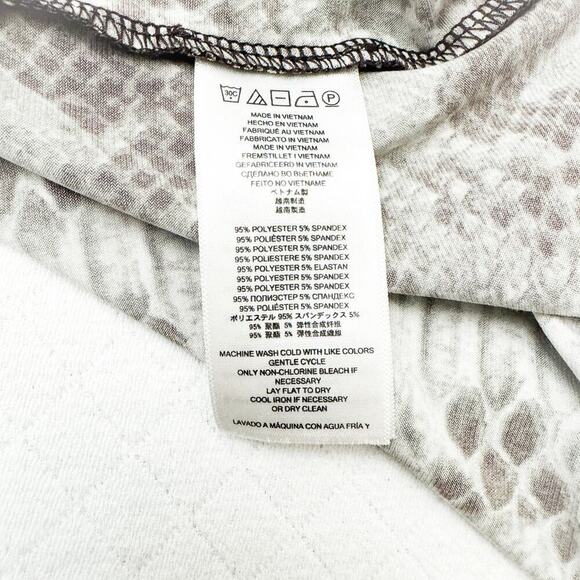 30C P
MADE IN VIETNAM
HECHO EN VIETNAM
FABRIQUÉ AU VIETNAM
FABBRICATO IN VIETNAM
MADE IN VIETNAM
FREMSTILLET I VIETNAM
GEFABRICEERD IN VIETNAM
СДЕЛАНО ВО ВЬЕТНАМЕ
FEITO NO VIETNAME
ベトナム製
越南制造
越南製造
95% POLYESTER 5% SPANDEX
95% POLIÉSTER 5% SPANDEX
95% POLYESTER 5% SPANDEX
95% POLIESTERE 5% SPANDEX
95% POLYESTER 5% ELASTAN
95% POLYESTER 5% SPANDEX
95% POLYESTER 5% SPANDEX
95% ПОЛИЭСТЕР 5% СПАНДЕКС
95% POLIÉSTER 5% SPANDEX
ポリエステル 95% スパンデックス 5%
95% 聚酯 5% 弹性合成纤维
95% 聚酯 5% 弹性合成纖維
MACHINE WASH COLD WITH LIKE COLORS
GENTLE CYCLE
ONLY NON-CHLORINE BLEACH IF
NECESSARY
LAY FLAT TO DRY
COOL IRON IF NECESSARY
OR DRY CLEAN
LAVADO A MÁQUINA CON AGUA FRÍA Y